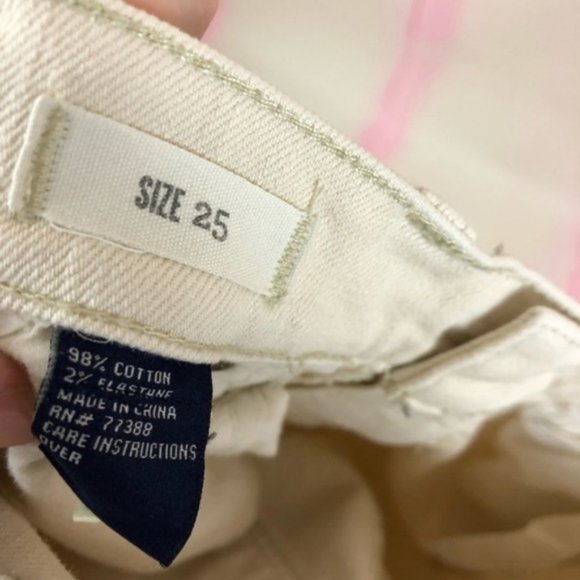 SIZE 25
98% COTTON
2% ELASTANE
MADE IN CHINA
RN# 77388
CARE INSTRUCTIONS
OVER